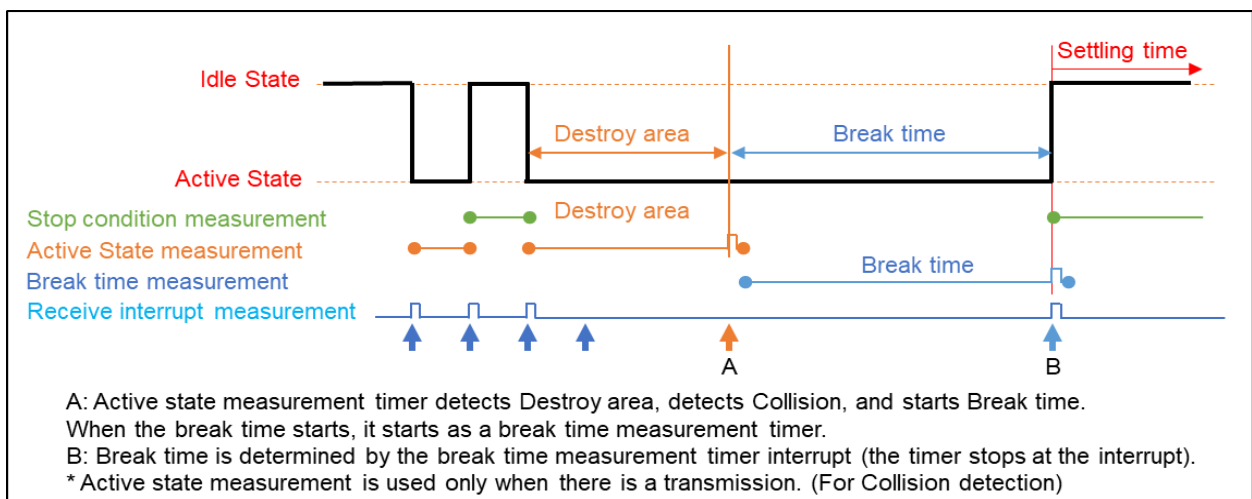 Settling time
Idle State
Destroy area
Break time
Active State
Stop condition measurement
Destroy area
Active State measurement
Break time measurement
Break time
Receive interrupt measurement
A
B
A: Active state measurement timer detects Destroy area, detects Collision, and starts Break time.
When the break time starts, it starts as a break time measurement timer.
B: Break time is determined by the break time measurement timer interrupt (the timer stops at the interrupt).
* Active state measurement is used only when there is a transmission. (For Collision detection)